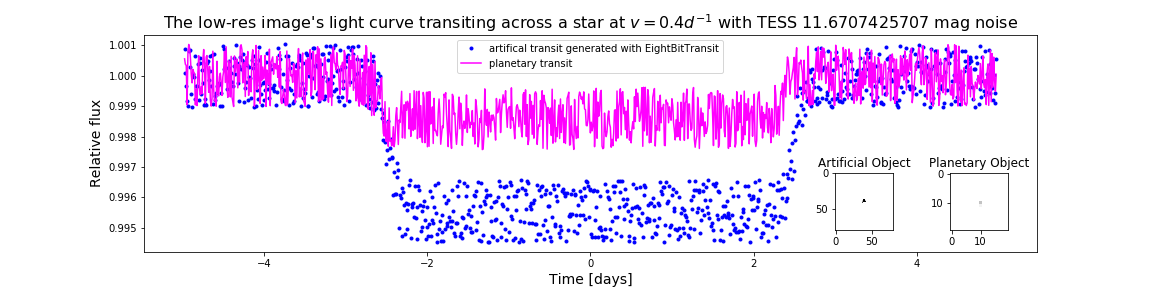 The low-res image's light curve transiting across a star at v = 0.4d⁻¹ with TESS 11.6707425707 mag noise
artifical transit generated with EightBitTransit
planetary transit
Relative flux
1.001
1.000
0.999
0.998
0.997
0.996
0.995
−4
−2
0
2
4
Time [days]
Artificial Object
0
50
0
50
Planetary Object
0
10
0
10